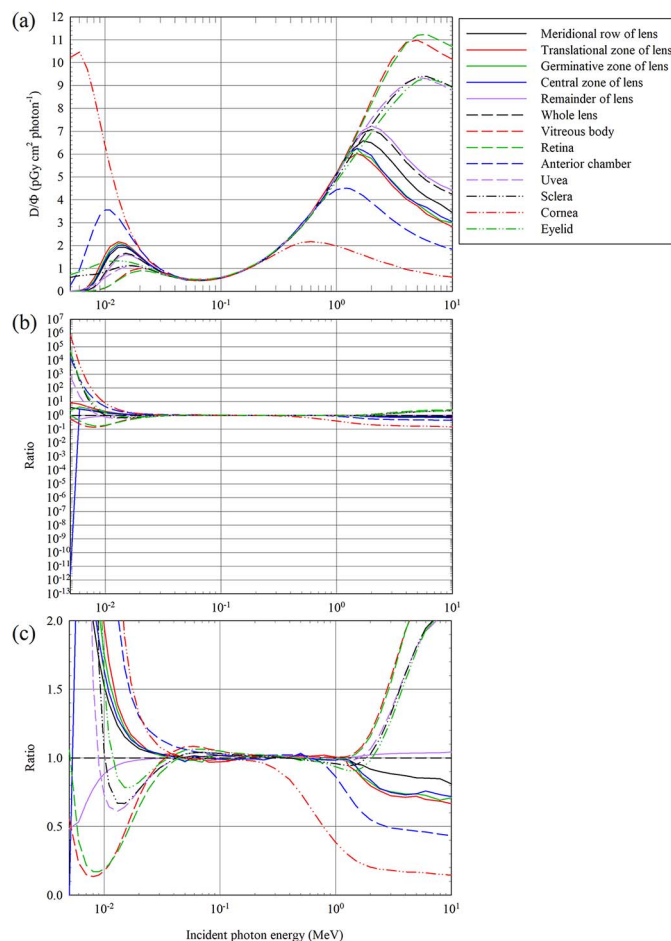 (a)
D/Φ (pGy cm² photon⁻¹)
12
11
10
9
8
7
6
5
4
3
2
1
0
10⁻² 10⁻¹ 10⁰ 10¹
Meridional row of lens
Translational zone of lens
Germinative zone of lens
Central zone of lens
Remainder of lens
Whole lens
Vitreous body
Retina
Anterior chamber
Uvea
Sclera
Cornea
Eyelid
(b)
Ratio
10⁷
10⁶
10⁵
10⁴
10³
10²
10¹
10⁰
10⁻¹
10⁻²
10⁻³
10⁻⁴
10⁻⁵
10⁻⁶
10⁻⁷
10⁻⁸
10⁻⁹
10⁻¹⁰
10⁻¹¹
10⁻¹²
10⁻¹³
10⁻² 10⁻¹ 10⁰ 10¹
(c)
Ratio
2.0
1.5
1.0
0.5
0.0
10⁻² 10⁻¹ 10⁰ 10¹
Incident photon energy (MeV)